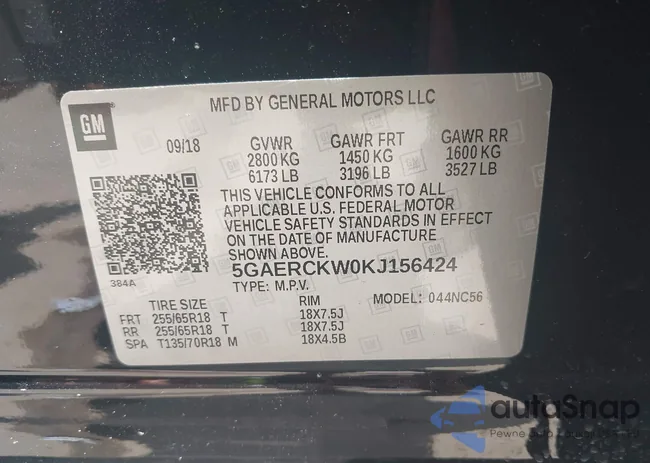 GM
MFD BY GENERAL MOTORS LLC
09/18
GVWR GAWR FRT GAWR RR
2800 KG 1450 KG 1600 KG
6173 LB 3196 LB 3527 LB
THIS VEHICLE CONFORMS TO ALL
APPLICABLE U.S. FEDERAL MOTOR
VEHICLE SAFETY STANDARDS IN EFFECT
ON THE DATE OF MANUFACTURE
SHOWN ABOVE.
5GAERCKW0KJ156424
384A
TYPE: M.P.V. MODEL: 044NC56
TIRE SIZE RIM
FRT 255/65R18 T 18X7.5J
RR 255/65R18 T 18X7.5J
SPA T135/70R18 M 18X4.5B
autoSnap
Pewne Auto